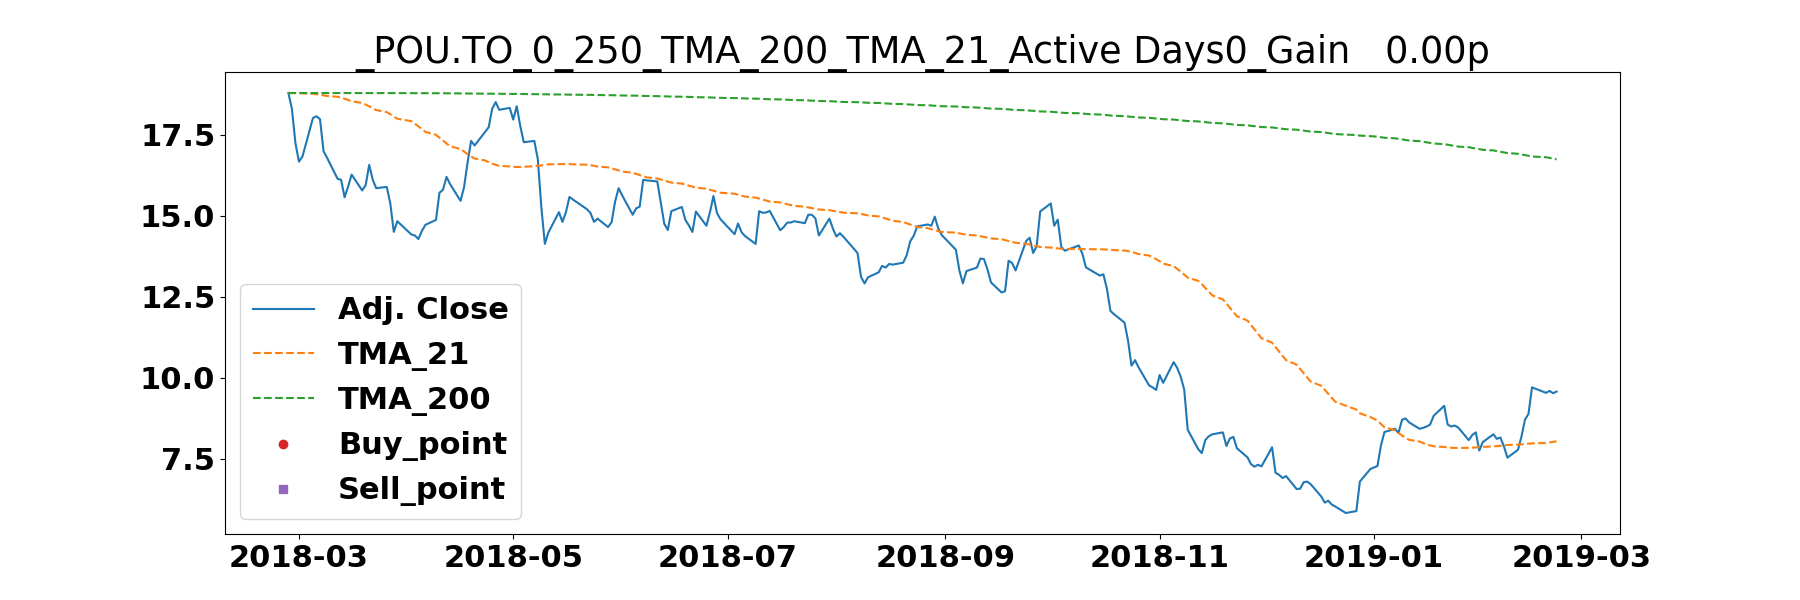 _POU.TO_0_250_TMA_200_TMA_21_Active Days0_Gain   0.00p
17.5
15.0
12.5
10.0
7.5
Adj. Close
TMA_21
TMA_200
Buy_point
Sell_point
2018-03 2018-05 2018-07 2018-09 2018-11 2019-01 2019-03